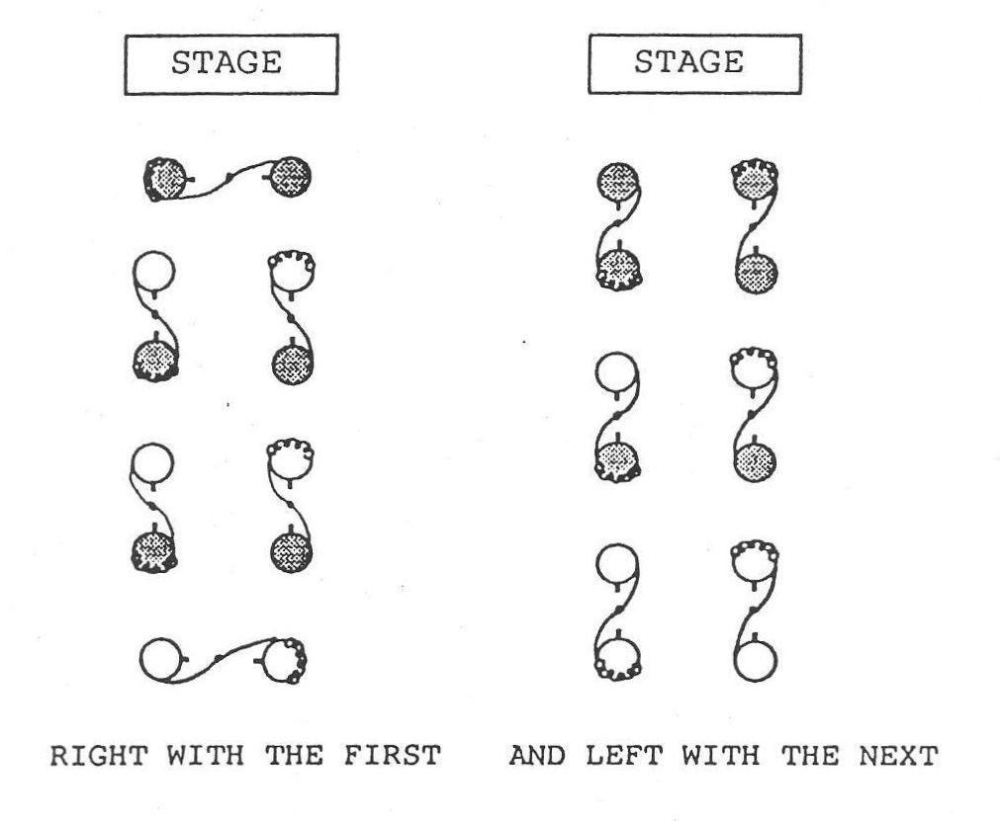 STAGE
STAGE
RIGHT WITH THE FIRST
AND LEFT WITH THE NEXT